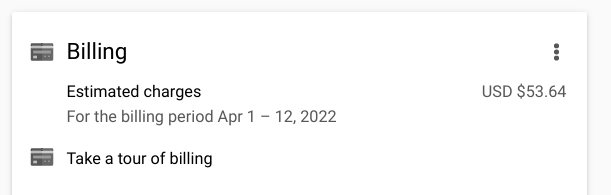 Billing
Estimated charges USD $53.64
For the billing period Apr 1 – 12, 2022
Take a tour of billing